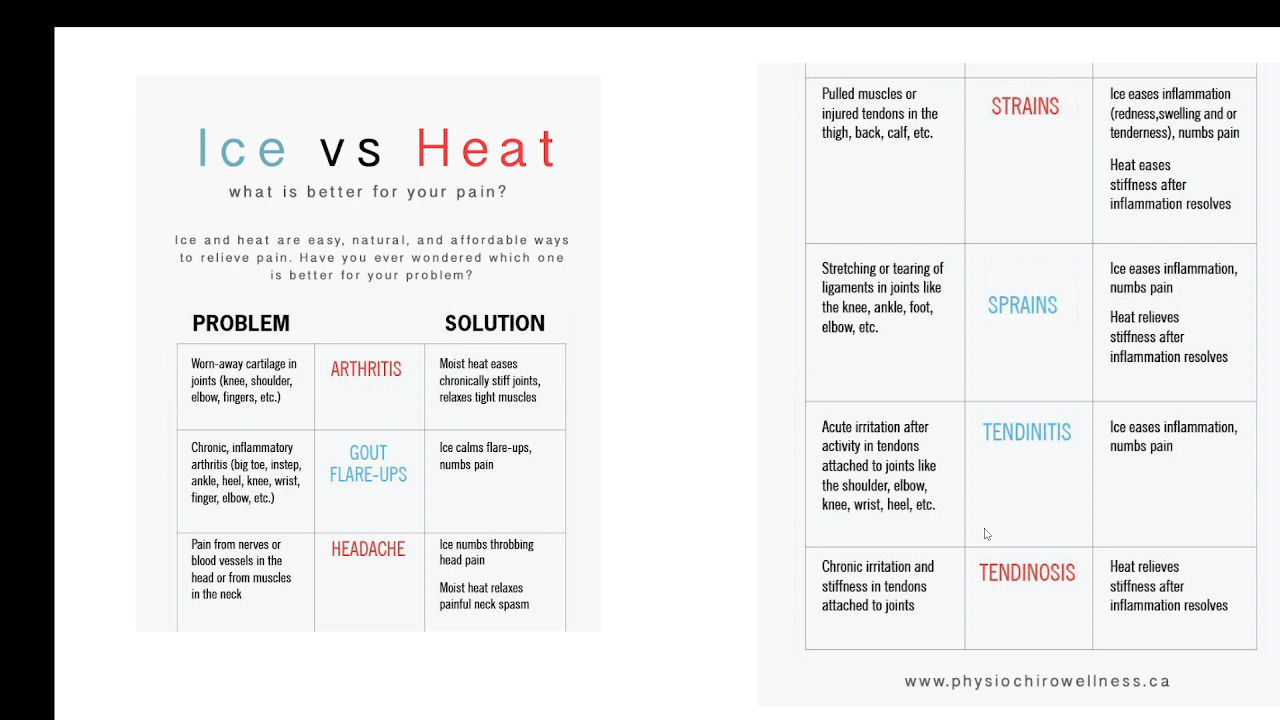 Ice vs Heat
what is better for your pain?
Ice and heat are easy, natural, and affordable ways
to relieve pain. Have you ever wondered which one
is better for your problem?
PROBLEM
SOLUTION
Worn-away cartilage in
joints (knee, shoulder,
elbow, fingers, etc.)
ARTHRITIS
Moist heat eases
chronically stiff joints,
relaxes tight muscles
Chronic, inflammatory
arthritis (big toe, instep,
ankle, heel, knee, wrist,
finger, elbow, etc.)
GOUT
FLARE-UPS
Ice calms flare-ups,
numbs pain
Pain from nerves or
blood vessels in the
head or from muscles
in the neck
HEADACHE
Ice numbs throbbing
head pain
Moist heat relaxes
painful neck spasm
Pulled muscles or
injured tendons in the
thigh, back, calf, etc.
STRAINS
Ice eases inflammation
(redness,swelling and or
tenderness), numbs pain
Heat eases
stiffness after
inflammation resolves
Stretching or tearing of
ligaments in joints like
the knee, ankle, foot,
elbow, etc.
SPRAINS
Ice eases inflammation,
numbs pain
Heat relieves
stiffness after
inflammation resolves
Acute irritation after
activity in tendons
attached to joints like
the shoulder, elbow,
knee, wrist, heel, etc.
TENDINITIS
Ice eases inflammation,
numbs pain
Chronic irritation and
stiffness in tendons
attached to joints
TENDINOSIS
Heat relieves
stiffness after
inflammation resolves
www.physiochirowellness.ca